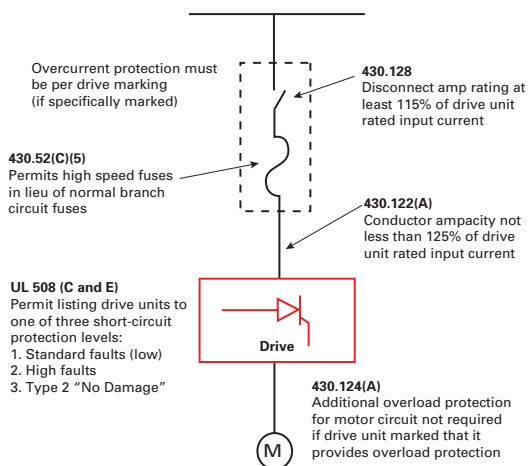 Overcurrent protection must
be per drive marking
(if specifically marked)
430.128
Disconnect amp rating at
least 115% of drive unit
rated input current
430.52(C)(5)
Permits high speed fuses
in lieu of normal branch
circuit fuses
430.122(A)
Conductor ampacity not
less than 125% of drive
unit rated input current
UL 508 (C and E)
Permit listing drive units to
one of three short-circuit
protection levels:
1. Standard faults (low)
2. High faults
3. Type 2 “No Damage”
Drive
430.124(A)
Additional overload protection
for motor circuit not required
if drive unit marked that it
provides overload protection
M